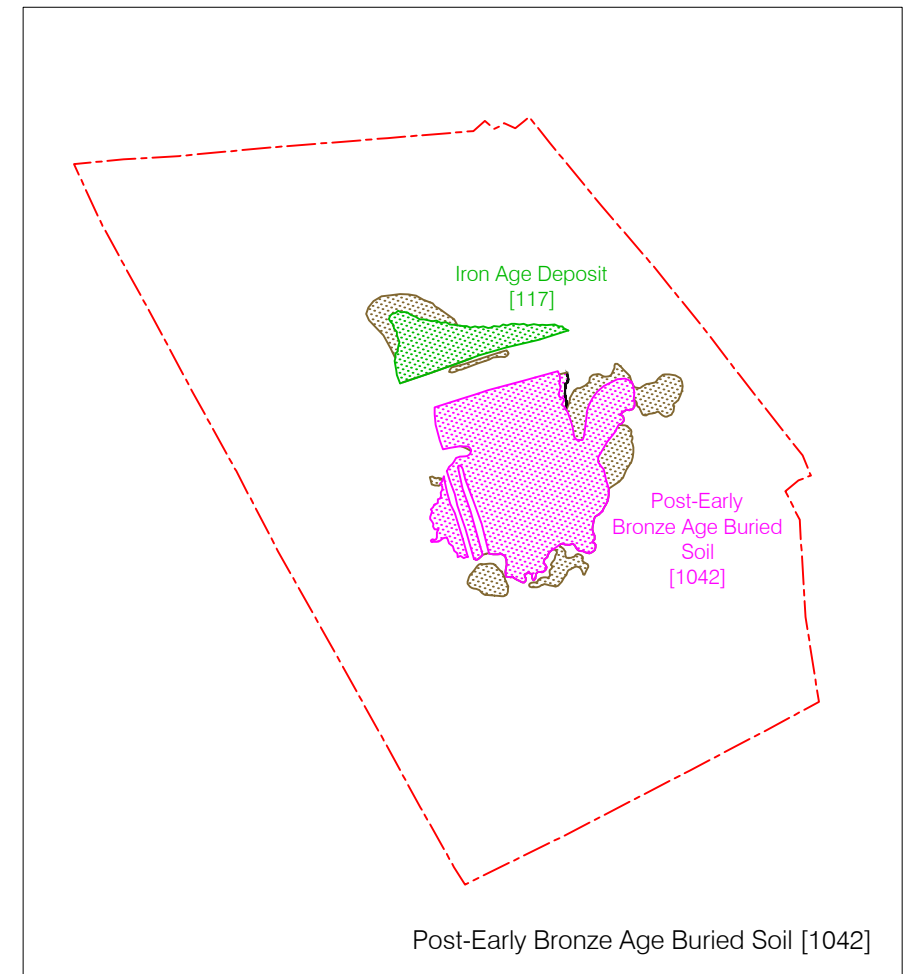 Iron Age Deposit
[117]
Post-Early
Bronze Age Buried
Soil
[1042]
Post-Early Bronze Age Buried Soil [1042]